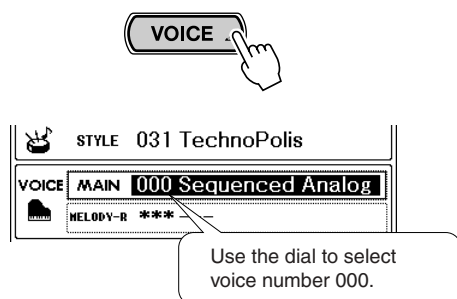 VOICE
STYLE 031 TechnoPolis
VOICE MAIN 000 Sequenced Analog
MELODY-R *** ----
Use the dial to select
voice number 000.